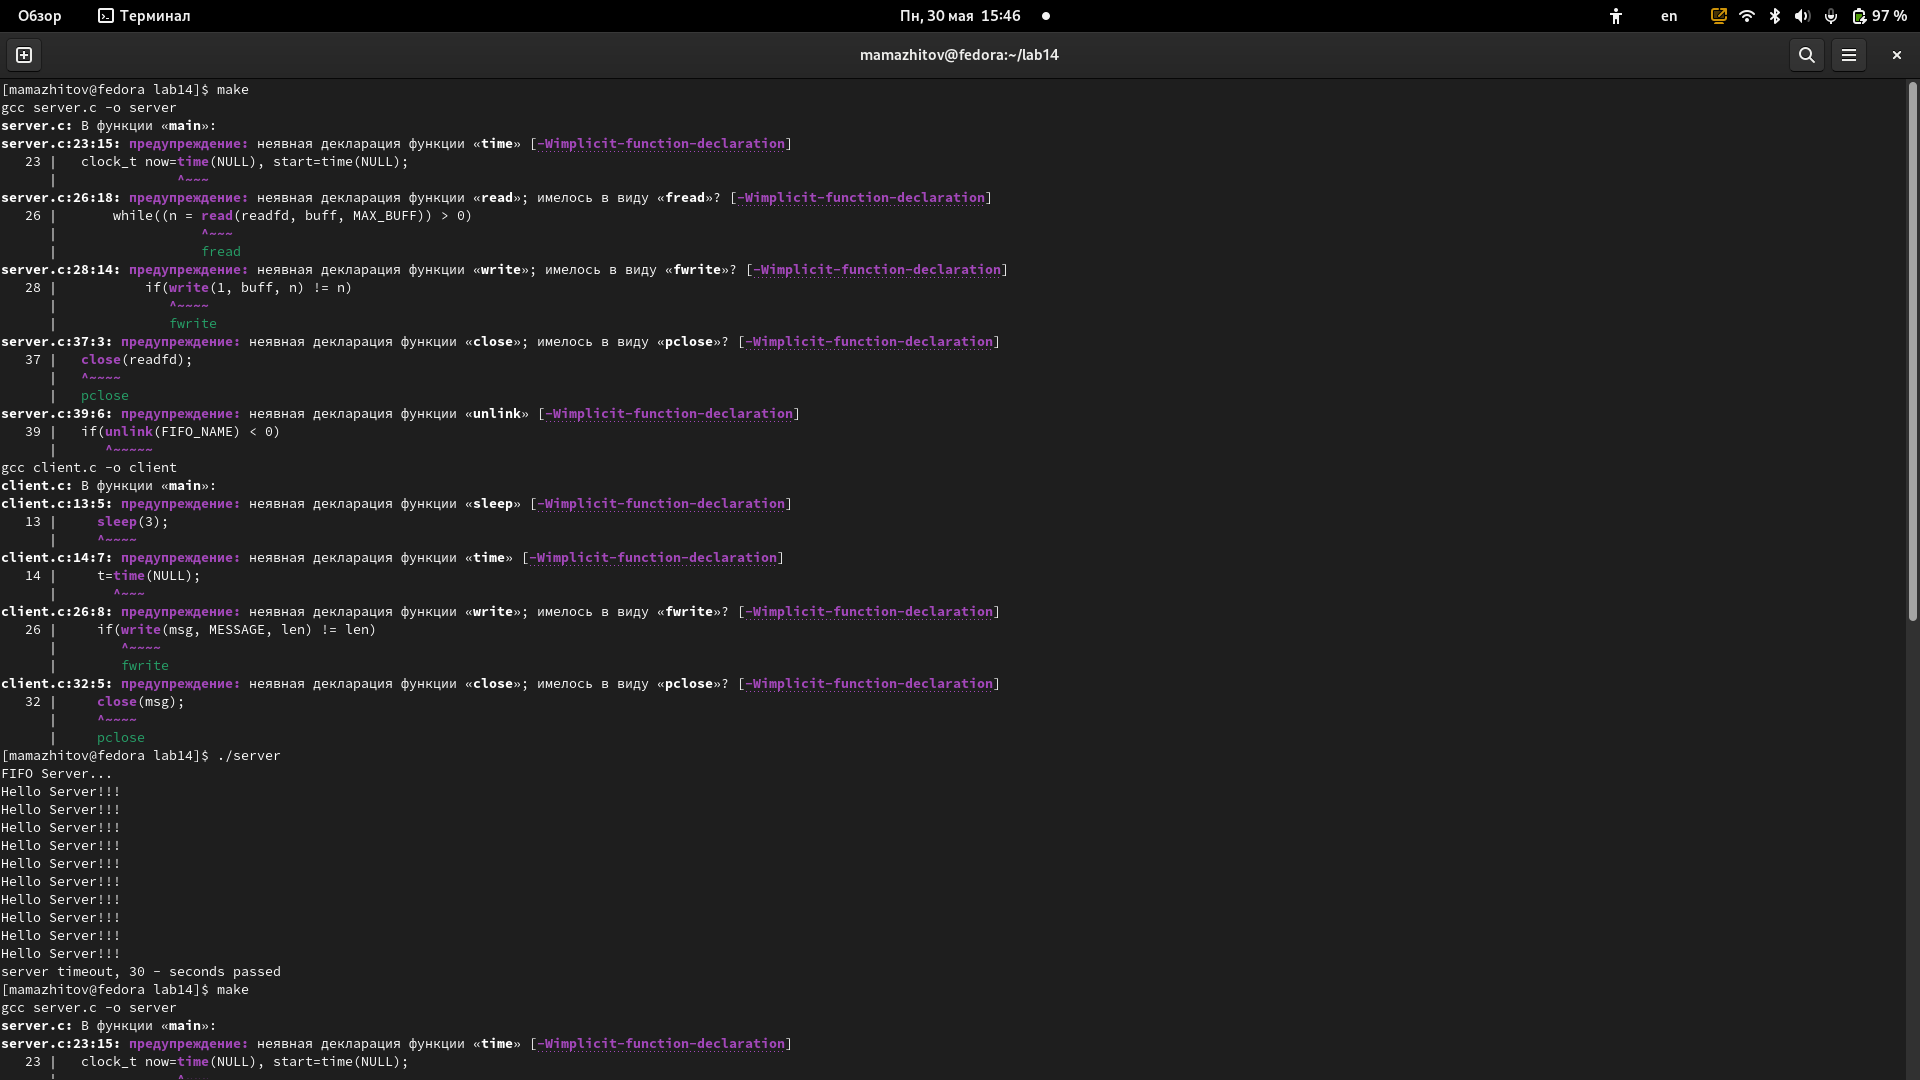 Обзор Терминал Пн, 30 мая 15:46 en 97 %
mamazhitov@fedora:~/lab14
[mamazhitov@fedora lab14]$ make
gcc server.c -o server
server.c: В функции «main»:
server.c:23:15: предупреждение: неявная декларация функции «time» [-Wimplicit-function-declaration]
   23 |   clock_t now=time(NULL), start=time(NULL);
      |               ^~~~
server.c:26:18: предупреждение: неявная декларация функции «read»; имелось в виду «fread»? [-Wimplicit-function-declaration]
   26 |       while((n = read(readfd, buff, MAX_BUFF)) > 0)
      |                  ^~~~
      |                  fread
server.c:28:14: предупреждение: неявная декларация функции «write»; имелось в виду «fwrite»? [-Wimplicit-function-declaration]
   28 |           if(write(1, buff, n) != n)
      |              ^~~~~
      |              fwrite
server.c:37:3: предупреждение: неявная декларация функции «close»; имелось в виду «pclose»? [-Wimplicit-function-declaration]
   37 |   close(readfd);
      |   ^~~~~
      |   pclose
server.c:39:6: предупреждение: неявная декларация функции «unlink» [-Wimplicit-function-declaration]
   39 |   if(unlink(FIFO_NAME) < 0)
      |      ^~~~~~
gcc client.c -o client
client.c: В функции «main»:
client.c:13:5: предупреждение: неявная декларация функции «sleep» [-Wimplicit-function-declaration]
   13 |     sleep(3);
      |     ^~~~~
client.c:14:7: предупреждение: неявная декларация функции «time» [-Wimplicit-function-declaration]
   14 |     t=time(NULL);
      |       ^~~~
client.c:26:8: предупреждение: неявная декларация функции «write»; имелось в виду «fwrite»? [-Wimplicit-function-declaration]
   26 |     if(write(msg, MESSAGE, len) != len)
      |        ^~~~~
      |        fwrite
client.c:32:5: предупреждение: неявная декларация функции «close»; имелось в виду «pclose»? [-Wimplicit-function-declaration]
   32 |     close(msg);
      |     ^~~~~
      |     pclose
[mamazhitov@fedora lab14]$ ./server
FIFO Server...
Hello Server!!!
Hello Server!!!
Hello Server!!!
Hello Server!!!
Hello Server!!!
Hello Server!!!
Hello Server!!!
Hello Server!!!
Hello Server!!!
Hello Server!!!
server timeout, 30 - seconds passed
[mamazhitov@fedora lab14]$ make
gcc server.c -o server
server.c: В функции «main»:
server.c:23:15: предупреждение: неявная декларация функции «time» [-Wimplicit-function-declaration]
   23 |   clock_t now=time(NULL), start=time(NULL);